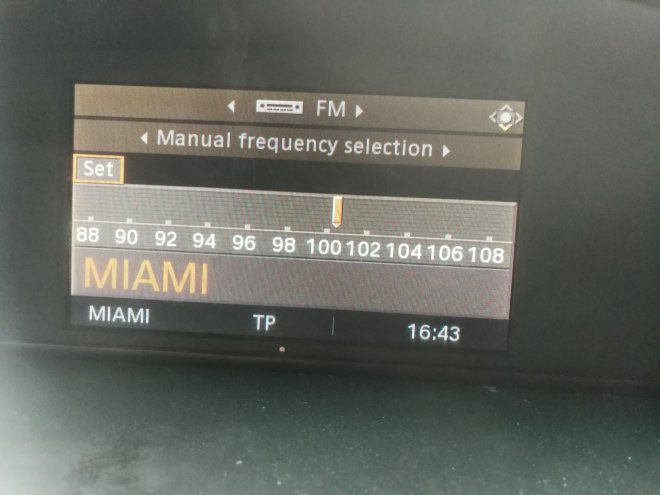 FM
Manual frequency selection
Set
88 90 92 94 96 98 100 102 104 106 108
MIAMI
MIAMI TP 16:43